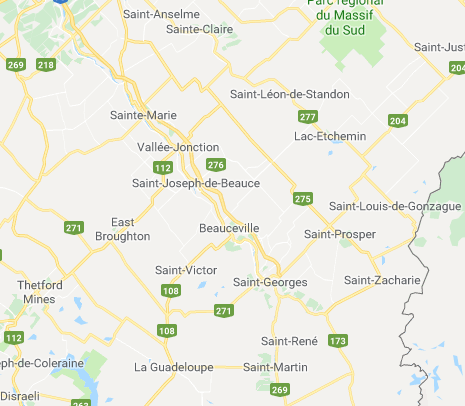 Parc régional
du Massif
du Sud
Saint-Anselme
Sainte-Claire
Saint-Just
269
218
204
Saint-Léon-de-Standon
Sainte-Marie
277
204
Lac-Etchemin
Vallée-Jonction
276
112
Saint-Joseph-de-Beauce
275
Saint-Louis-de-Gonzague
271
East
Broughton
Beauceville
Saint-Prosper
Saint-Victor
Saint-Georges
Saint-Zacharie
Thetford
Mines
108
271
108
112
Saint-René
173
ph-de-Coleraine
La Guadeloupe
Saint-Martin
Disraeli
269
263